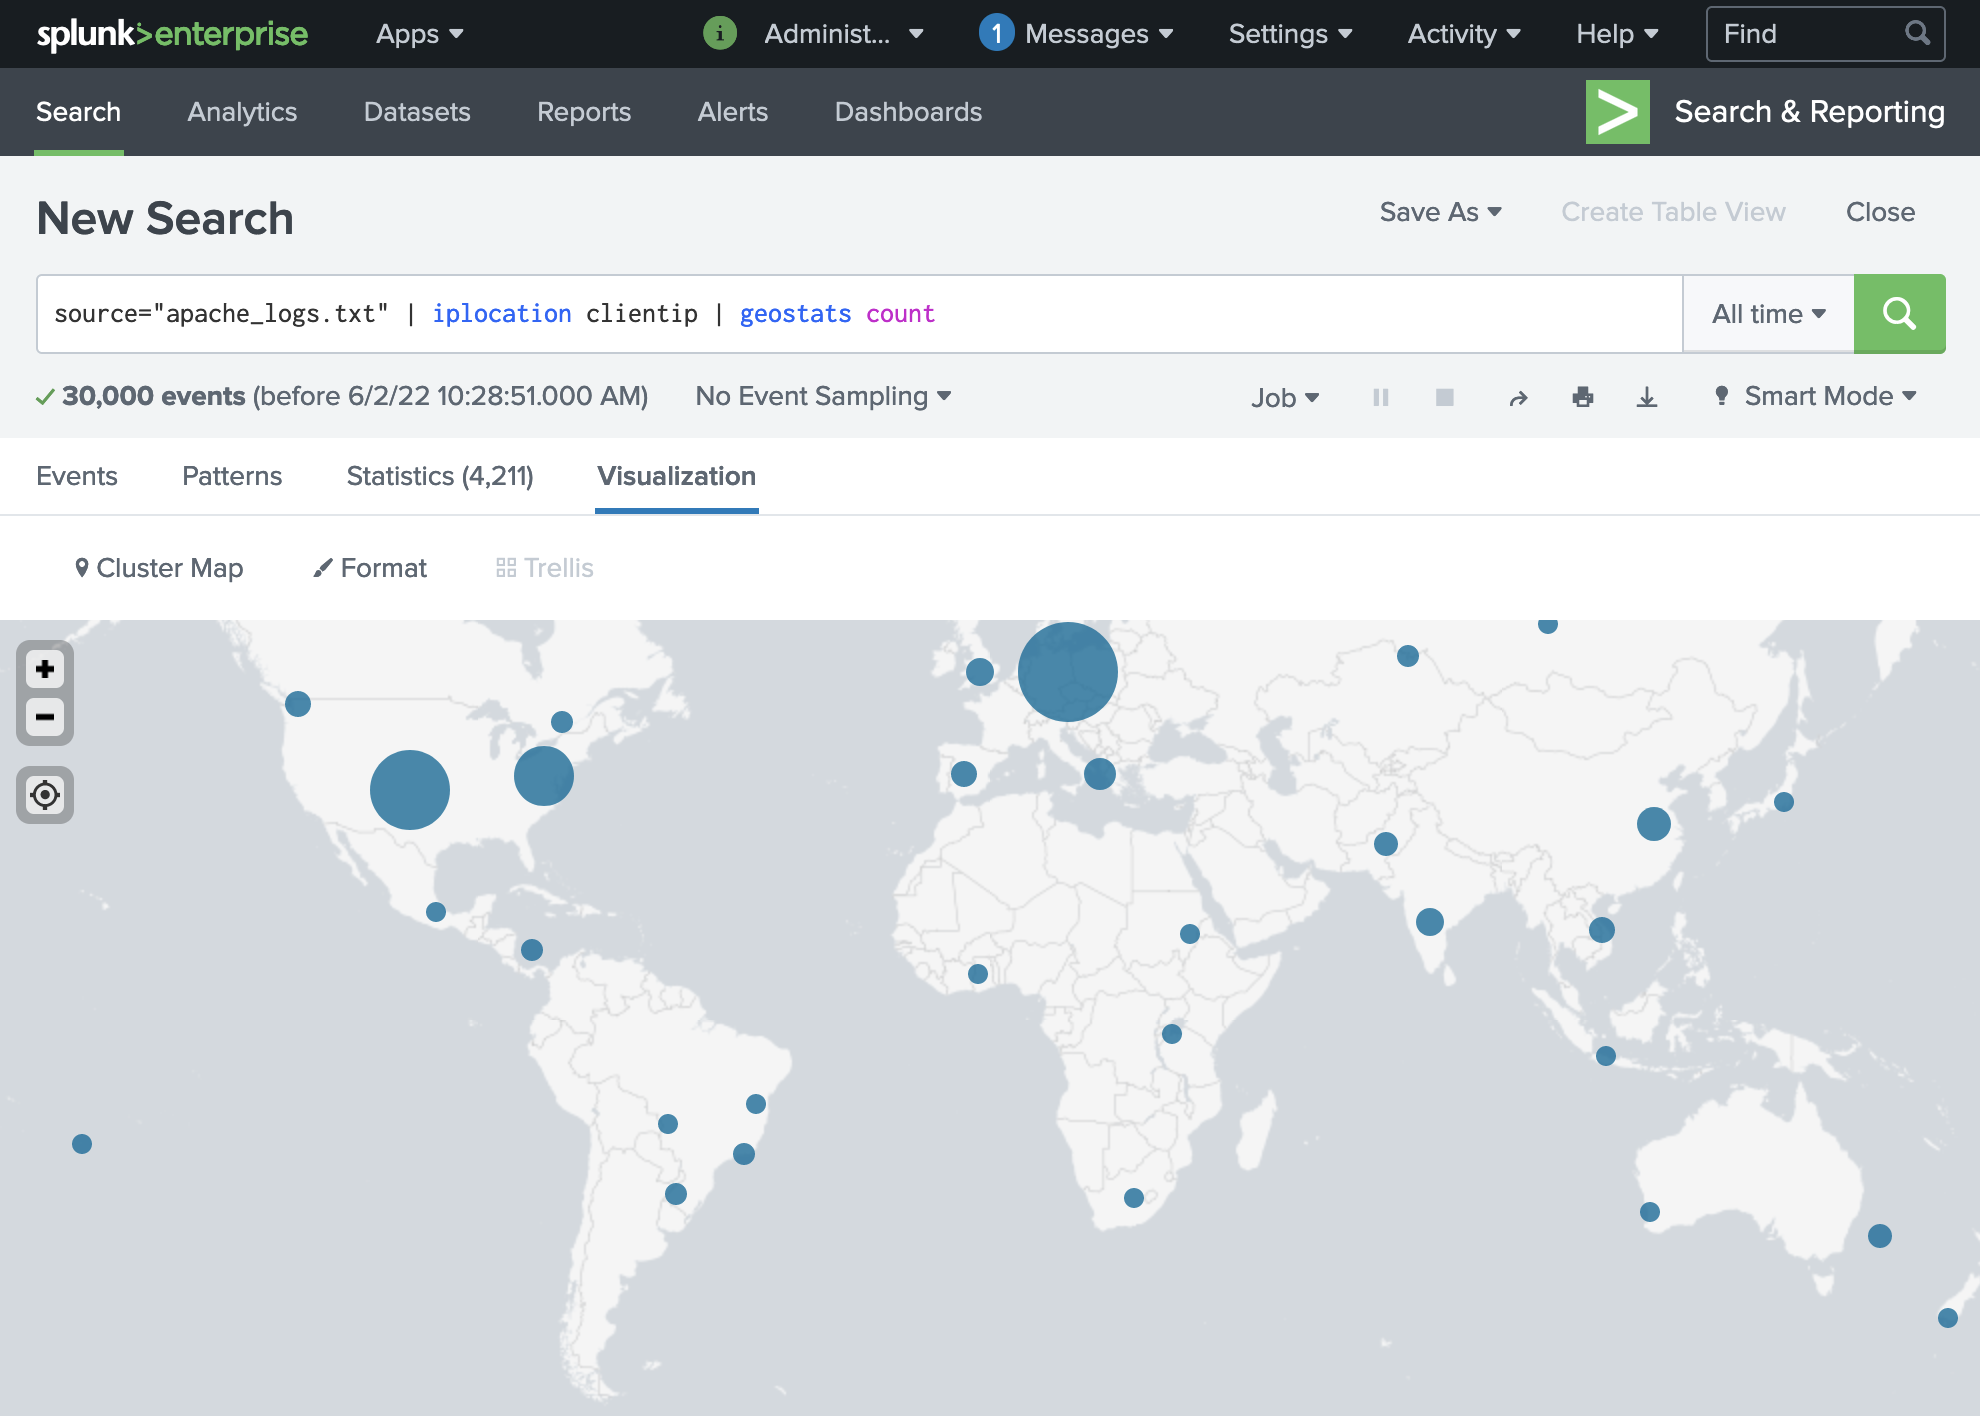 splunk>enterprise Apps i Administ... 1 Messages Settings Activity Help Find
Search Analytics Datasets Reports Alerts Dashboards > Search & Reporting
New Search Save As Create Table View Close
source="apache_logs.txt" | iplocation clientip | geostats count All time
30,000 events (before 6/2/22 10:28:51.000 AM) No Event Sampling Job Smart Mode
Events Patterns Statistics (4,211) Visualization
Cluster Map Format Trellis